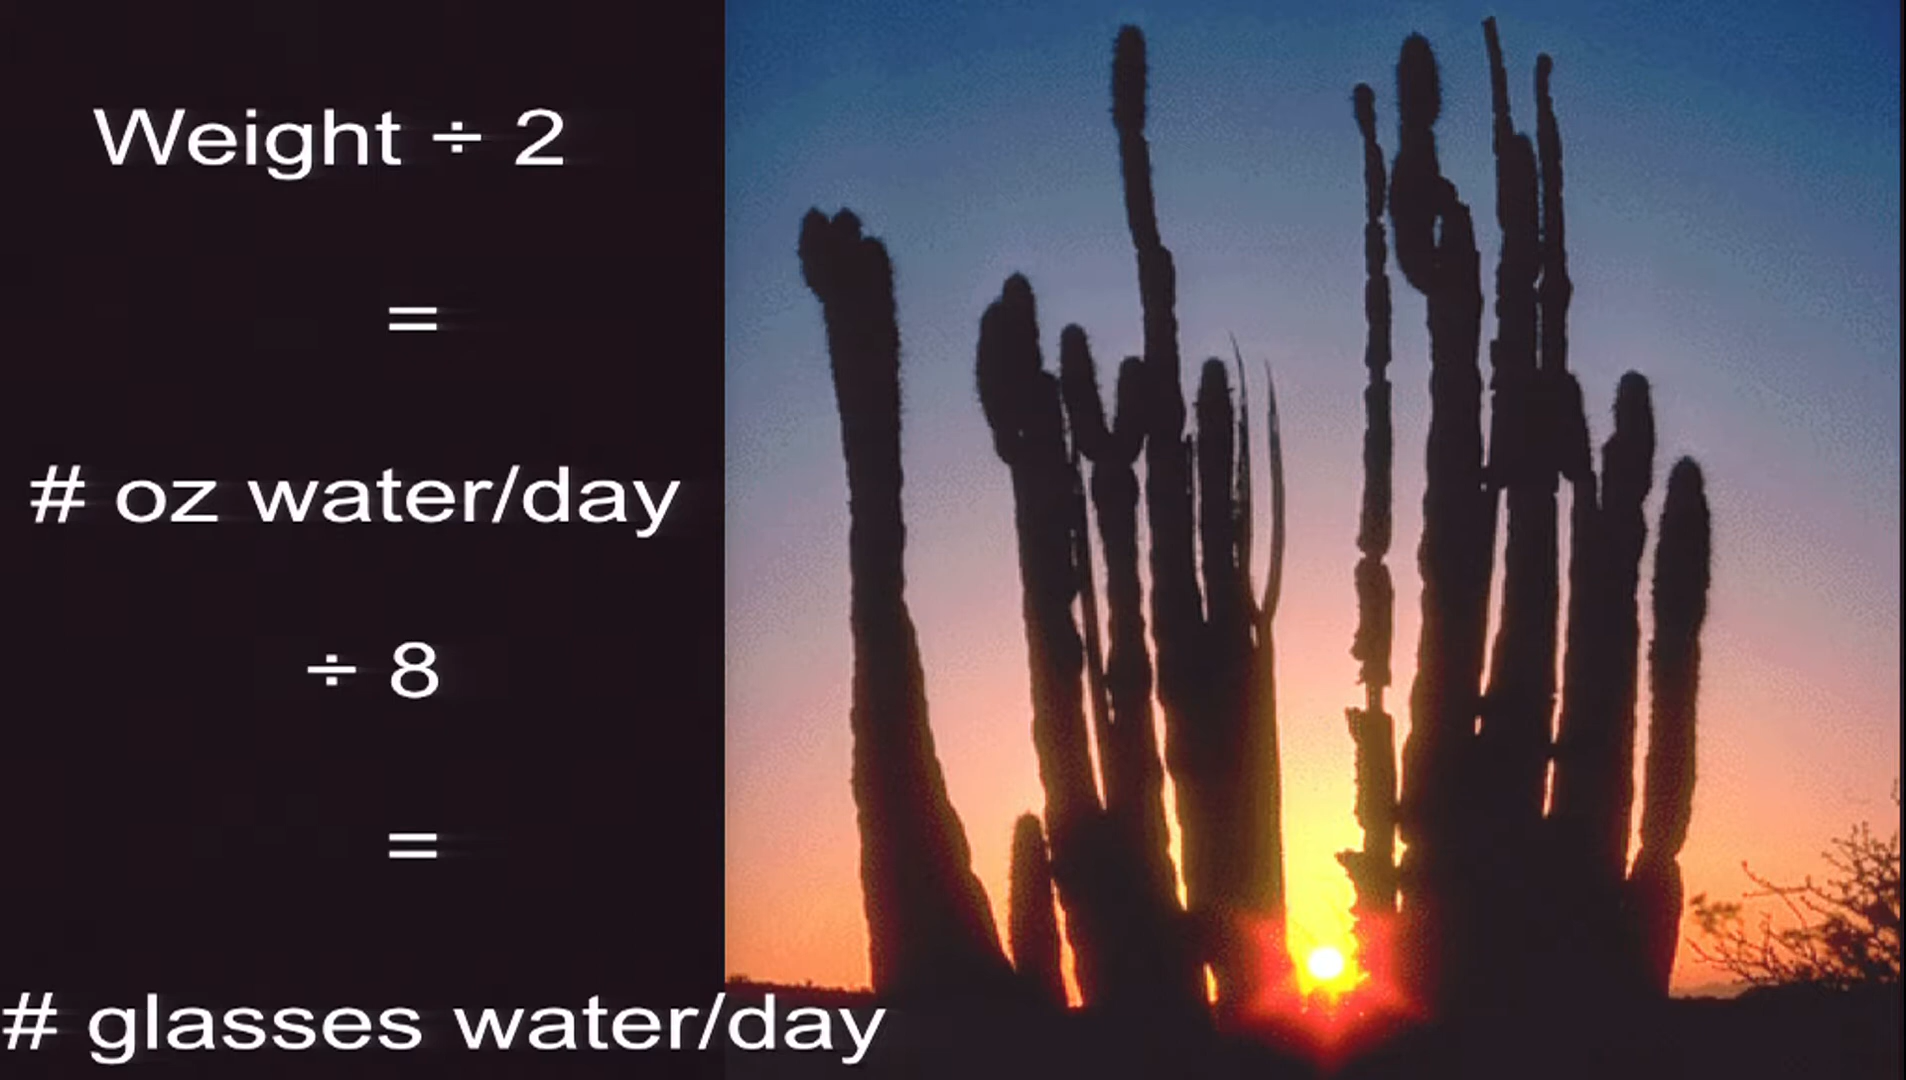 Weight ÷ 2
=
# oz water/day
÷ 8
=
# glasses water/day